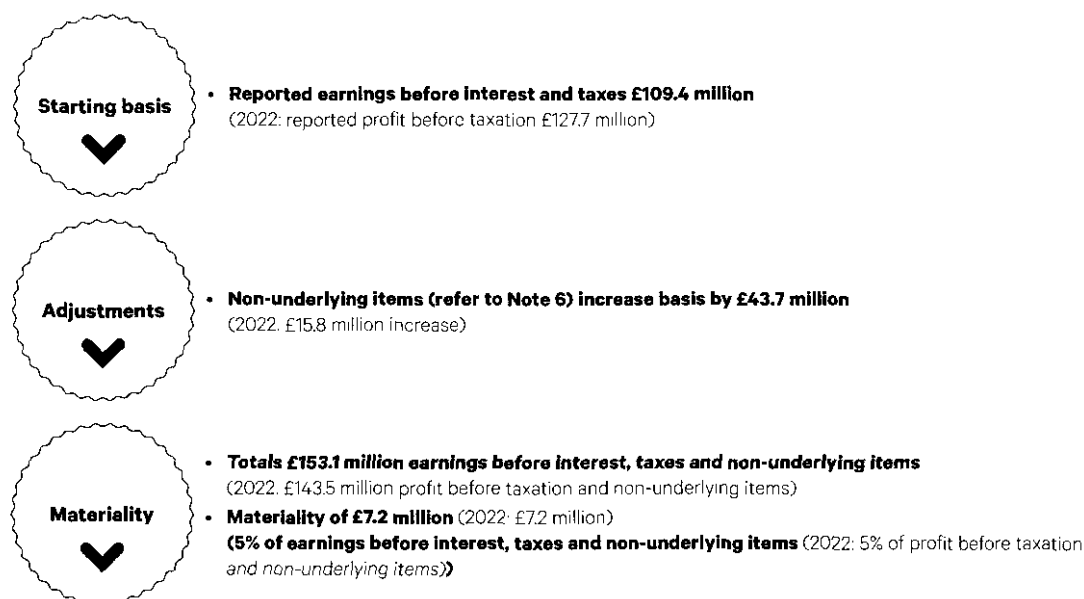 Starting basis
• Reported earnings before interest and taxes £109.4 million
(2022: reported profit before taxation £127.7 million)
Adjustments
• Non-underlying items (refer to Note 6) increase basis by £43.7 million
(2022. £15.8 million increase)
Materiality
• Totals £153.1 million earnings before interest, taxes and non-underlying items
(2022. £143.5 million profit before taxation and non-underlying items)
• Materiality of £7.2 million (2022· £7.2 million)
(5% of earnings before interest, taxes and non-underlying items (2022: 5% of profit before taxation
and non-underlying items))